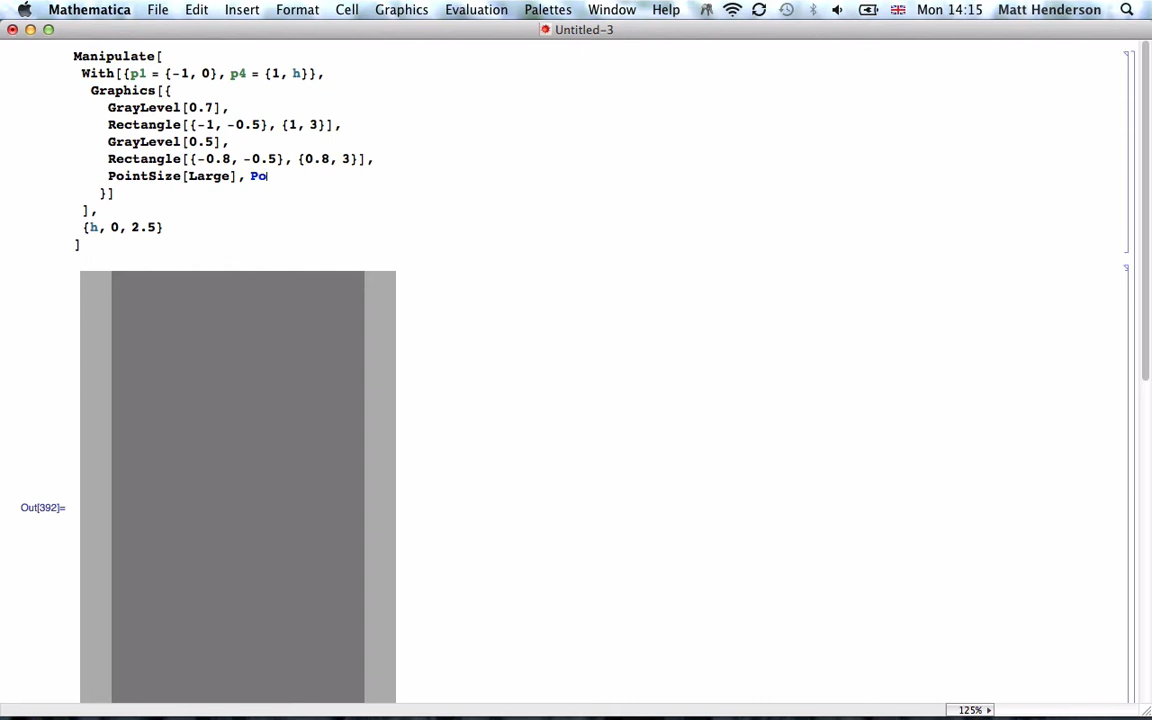 Mathematica File Edit Insert Format Cell Graphics Evaluation Palettes Window Help Mon 14:15 Matt Henderson
Untitled-3
Manipulate[
With[{p1 = {-1, 0}, p4 = {1, h}},
Graphics[{
GrayLevel[0.7],
Rectangle[{-1, -0.5}, {1, 3}],
GrayLevel[0.5],
Rectangle[{-0.8, -0.5}, {0.8, 3}],
PointSize[Large], Po
}]
],
{h, 0, 2.5}
]
Out[392]=
125%